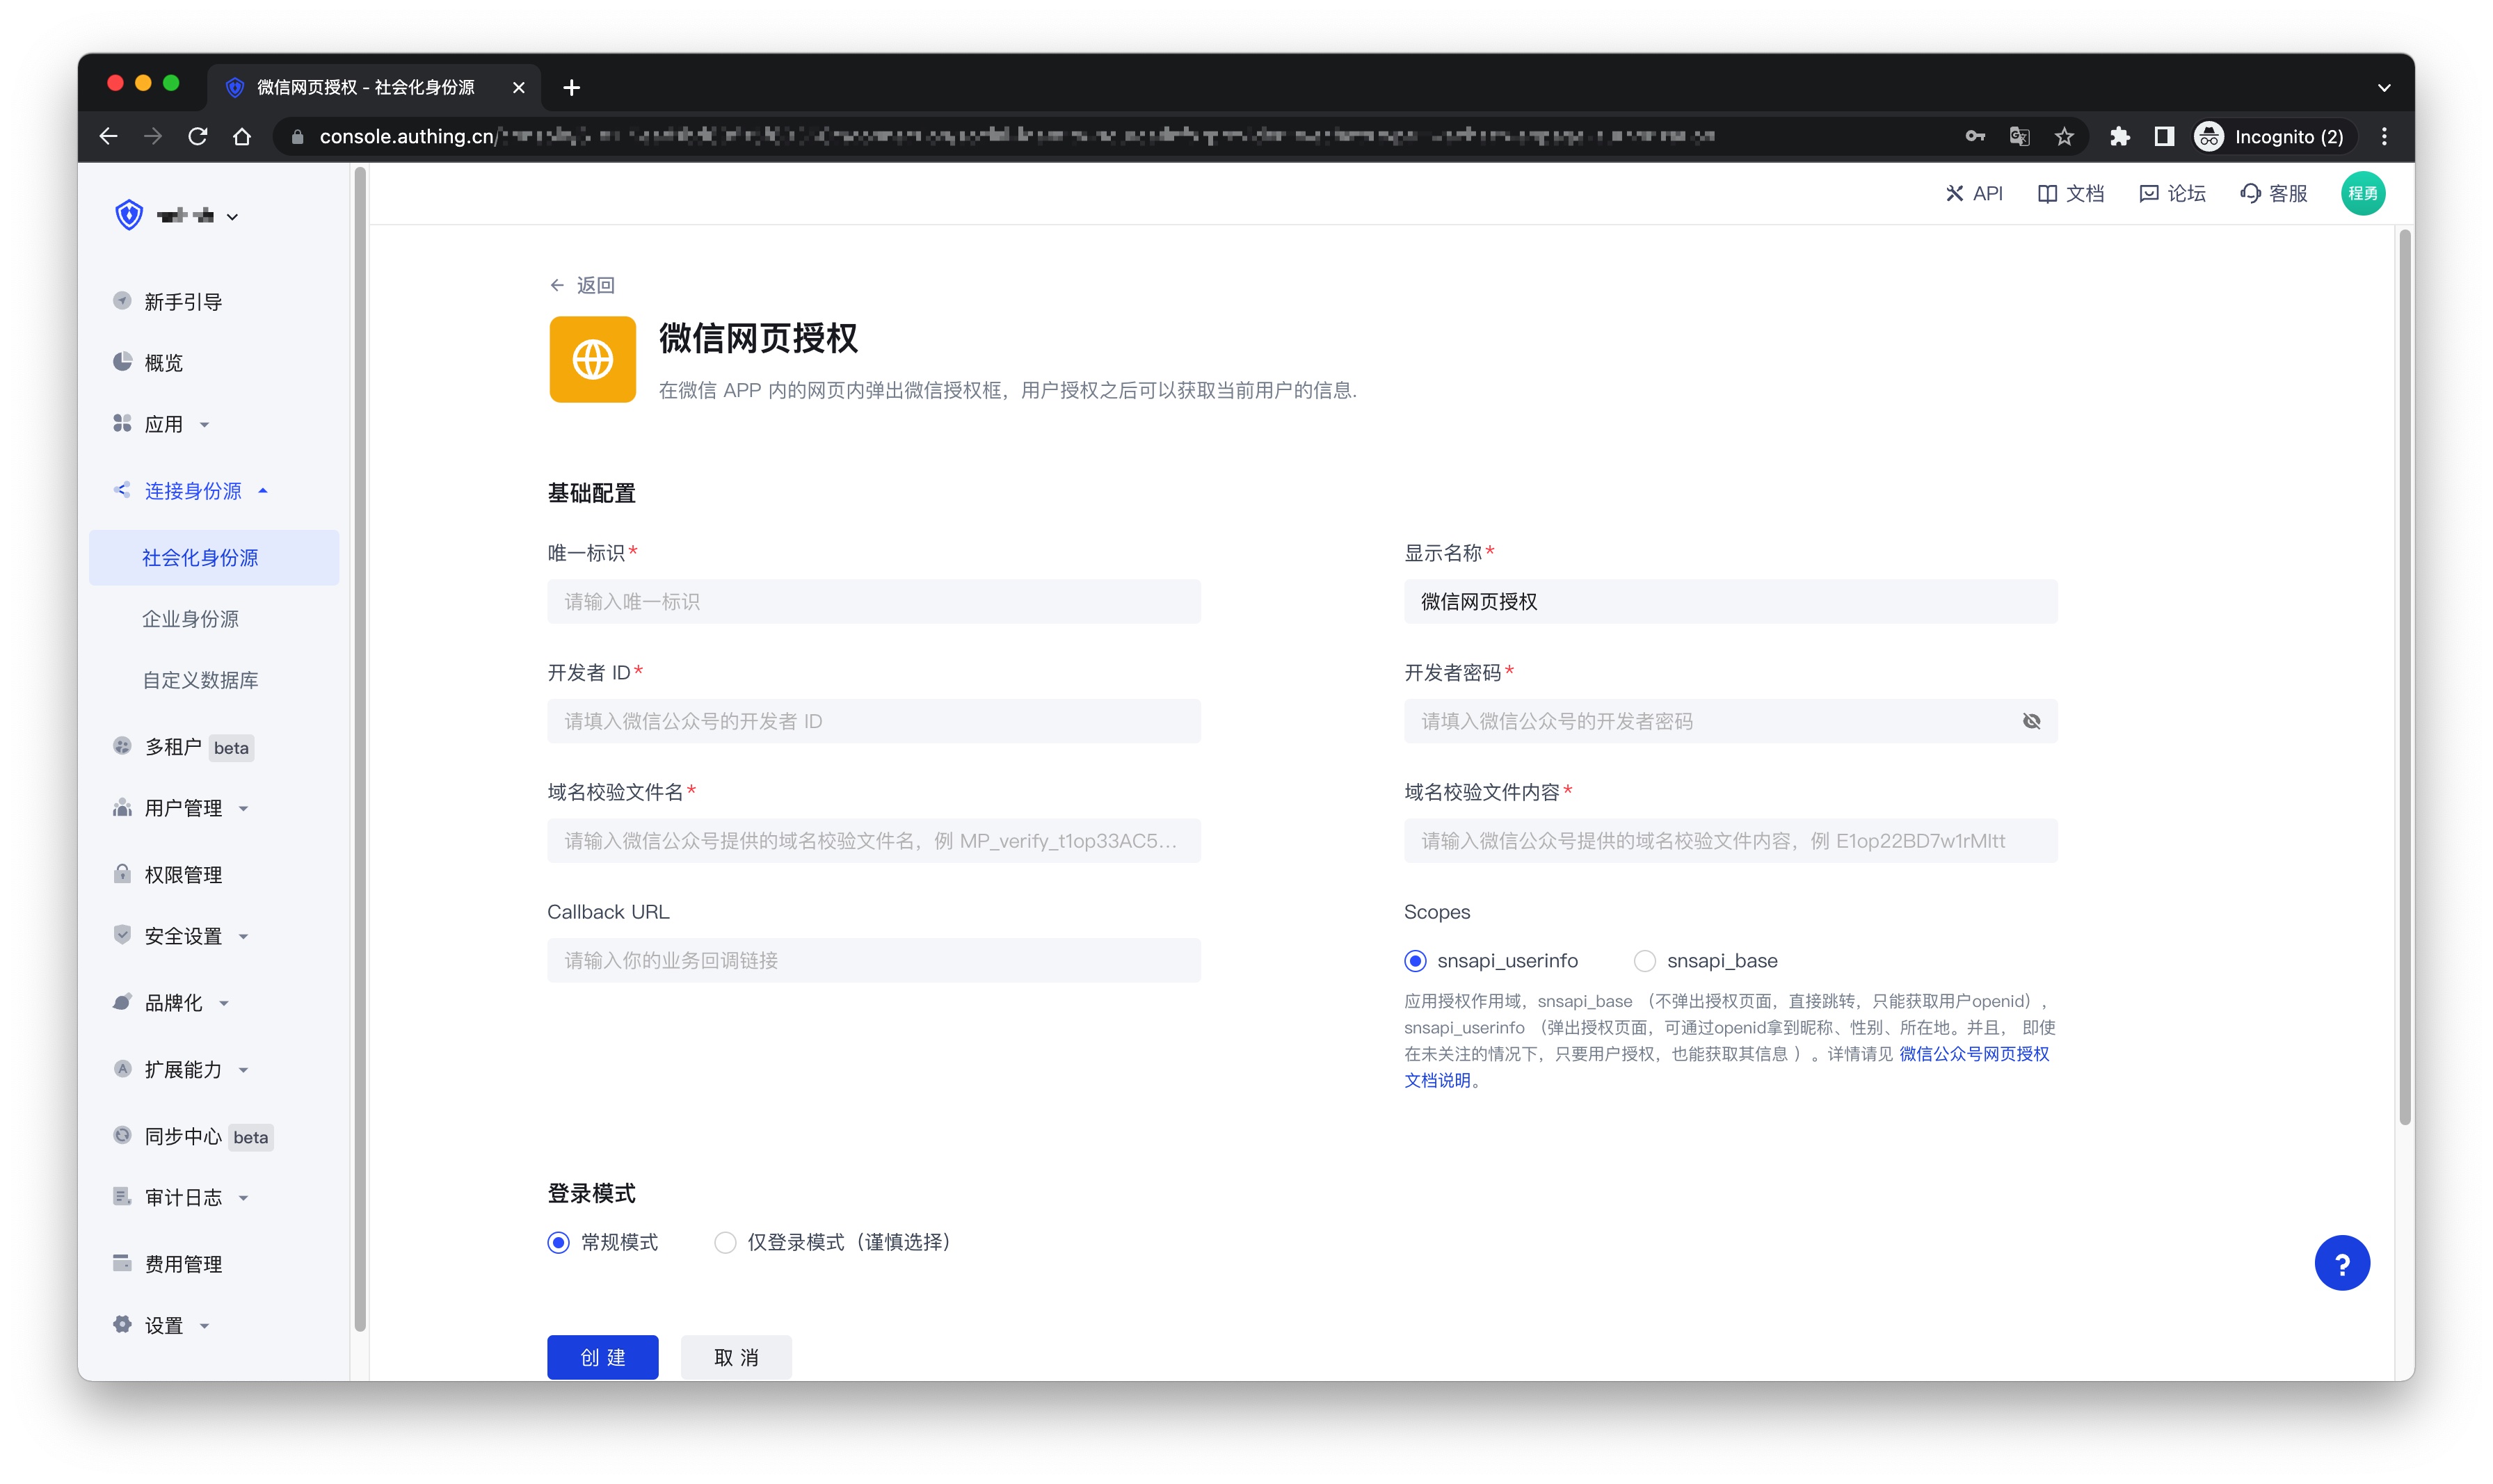 微信网页授权 - 社会化身份源
console.authing.cn/
Incognito (2)
API
文档
论坛
客服
程勇
新手引导
概览
应用
连接身份源
社会化身份源
企业身份源
自定义数据库
多租户 beta
用户管理
权限管理
安全设置
品牌化
扩展能力
同步中心 beta
审计日志
费用管理
设置
返回
微信网页授权
在微信 APP 内的网页内弹出微信授权框，用户授权之后可以获取当前用户的信息.
基础配置
唯一标识*
请输入唯一标识
显示名称*
微信网页授权
开发者 ID*
请填入微信公众号的开发者 ID
开发者密码*
请填入微信公众号的开发者密码
域名校验文件名*
请输入微信公众号提供的域名校验文件名，例 MP_verify_t1op33AC5...
域名校验文件内容*
请输入微信公众号提供的域名校验文件内容，例 E1op22BD7w1rMItt
Callback URL
请输入你的业务回调链接
Scopes
snsapi_userinfo
snsapi_base
应用授权作用域，snsapi_base （不弹出授权页面，直接跳转，只能获取用户openid），
snsapi_userinfo （弹出授权页面，可通过openid拿到昵称、性别、所在地。并且， 即使
在未关注的情况下，只要用户授权，也能获取其信息 ）。详情请见 微信公众号网页授权
文档说明。
登录模式
常规模式
仅登录模式（谨慎选择）
创 建
取 消
?